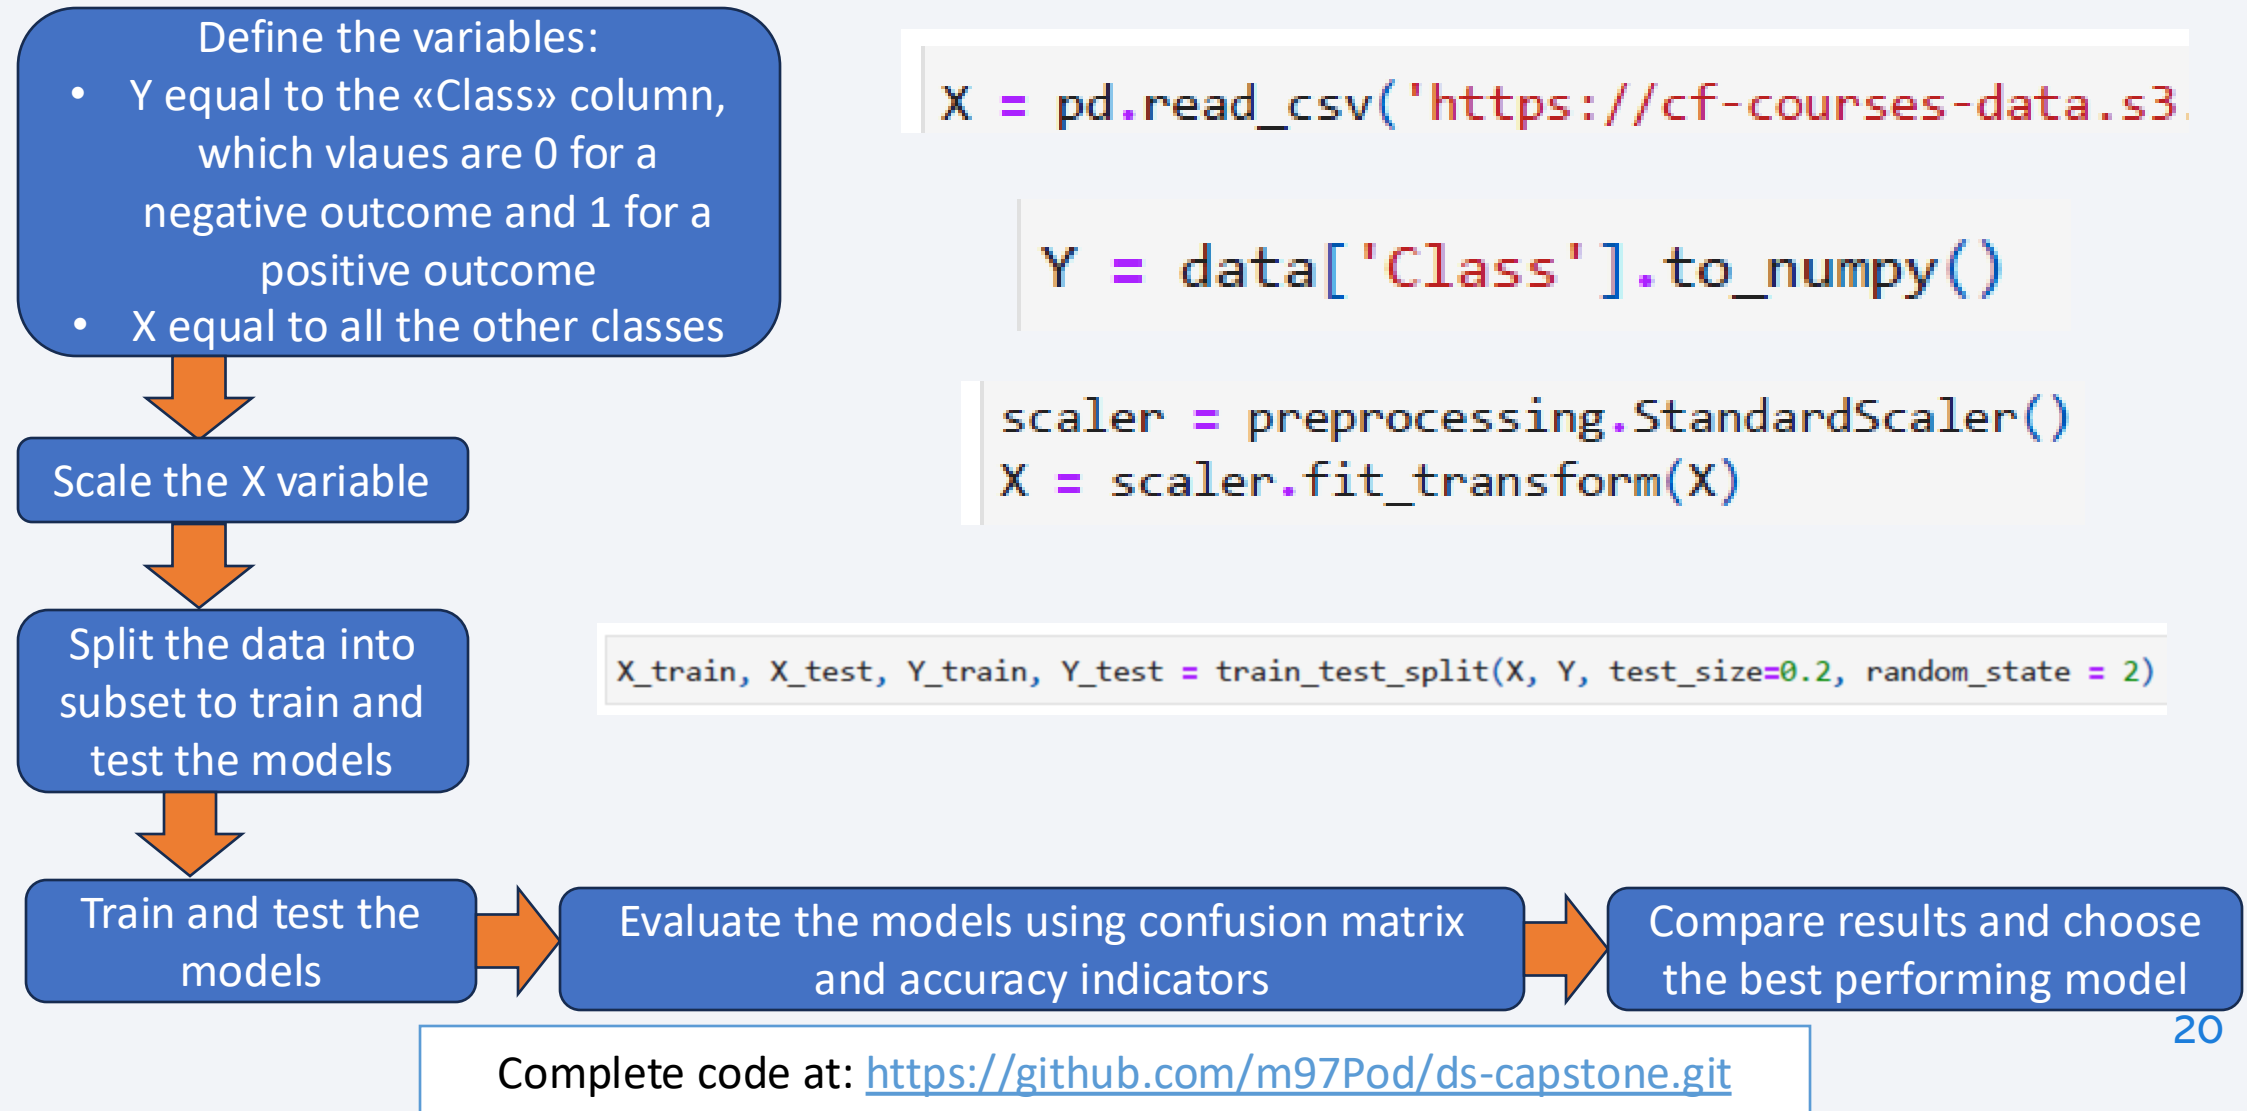 Define the variables:
• Y equal to the «Class» column,
which vlaues are 0 for a
negative outcome and 1 for a
positive outcome
• X equal to all the other classes
X = pd.read_csv('https://cf-courses-data.s3.
Y = data['Class'].to_numpy()
scaler = preprocessing.StandardScaler()
X = scaler.fit_transform(X)
Scale the X variable
Split the data into
subset to train and
test the models
X_train, X_test, Y_train, Y_test = train_test_split(X, Y, test_size=0.2, random_state = 2)
Train and test the
models
Evaluate the models using confusion matrix
and accuracy indicators
Compare results and choose
the best performing model
20
Complete code at: https://github.com/m97Pod/ds-capstone.git